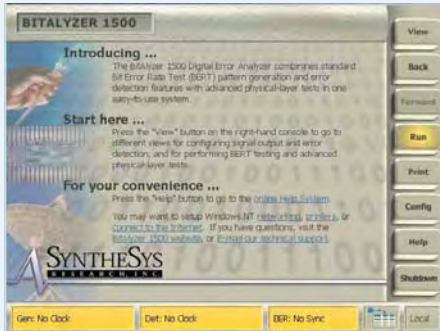 BITALYZER 1500
Introducing ...
The BitAlyzer 1500 Digital Error Analyzer combinines standard
Bit Error Rate Test (BERT) pattern generation and error
detection features with advanced physical-layer tests in one
easy-to-use system.
Start here ...
Press the "View" button on the right-hand console to go to
different views for configuring signal output and error
detection, and for performing BERT testing and advanced
physical-layer tests.
For your convenience ...
Press the "Help" button to go to the online Help System.
You may want to setup Windows NT networking, printers, or
connect to the Internet. If you have questions, visit the
BitAlyzer 1500 website, or E-mail our technical support.
SYNTHESYS
RESEARCH, INC.
View
Back
Forward
Run
Print
Config
Help
Shutdown
Gen: No Clock
Det: No Clock
BER: No Sync
Local